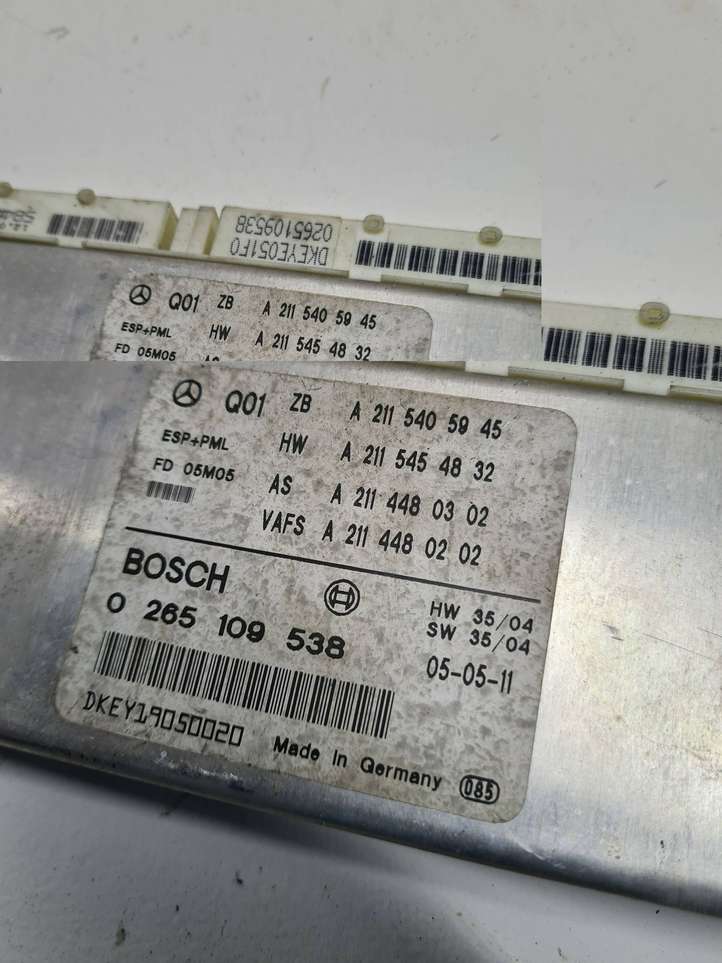 DKEYE051F0
0265109538
Q01 ZB A 211 540 59 45
ESP+PML HW A 211 545 48 32
FD 05M05
Q01 ZB A 211 540 59 45
ESP+PML HW A 211 545 48 32
FD 05M05 AS A 211 448 03 02
VAFS A 211 448 02 02
BOSCH
HW 35/04
0 265 109 538 SW 35/04
05-05-11
DKEY19050020
Made in Germany 085